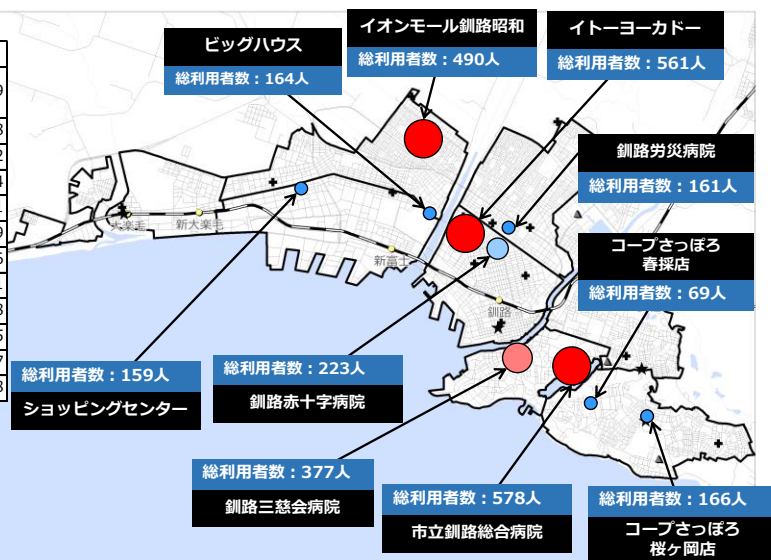 ビッグハウス
総利用者数：164人
イオンモール釧路昭和
総利用者数：490人
イトーヨーカドー
総利用者数：561人
釧路労災病院
総利用者数：161人
コープさっぽろ
春採店
総利用者数：69人
大楽毛
新大楽毛
新富士
釧路
総利用者数：159人
ショッピングセンター
総利用者数：223人
釧路赤十字病院
総利用者数：377人
釧路三慈会病院
総利用者数：578人
市立釧路総合病院
総利用者数：166人
コープさっぽろ
桜ヶ岡店